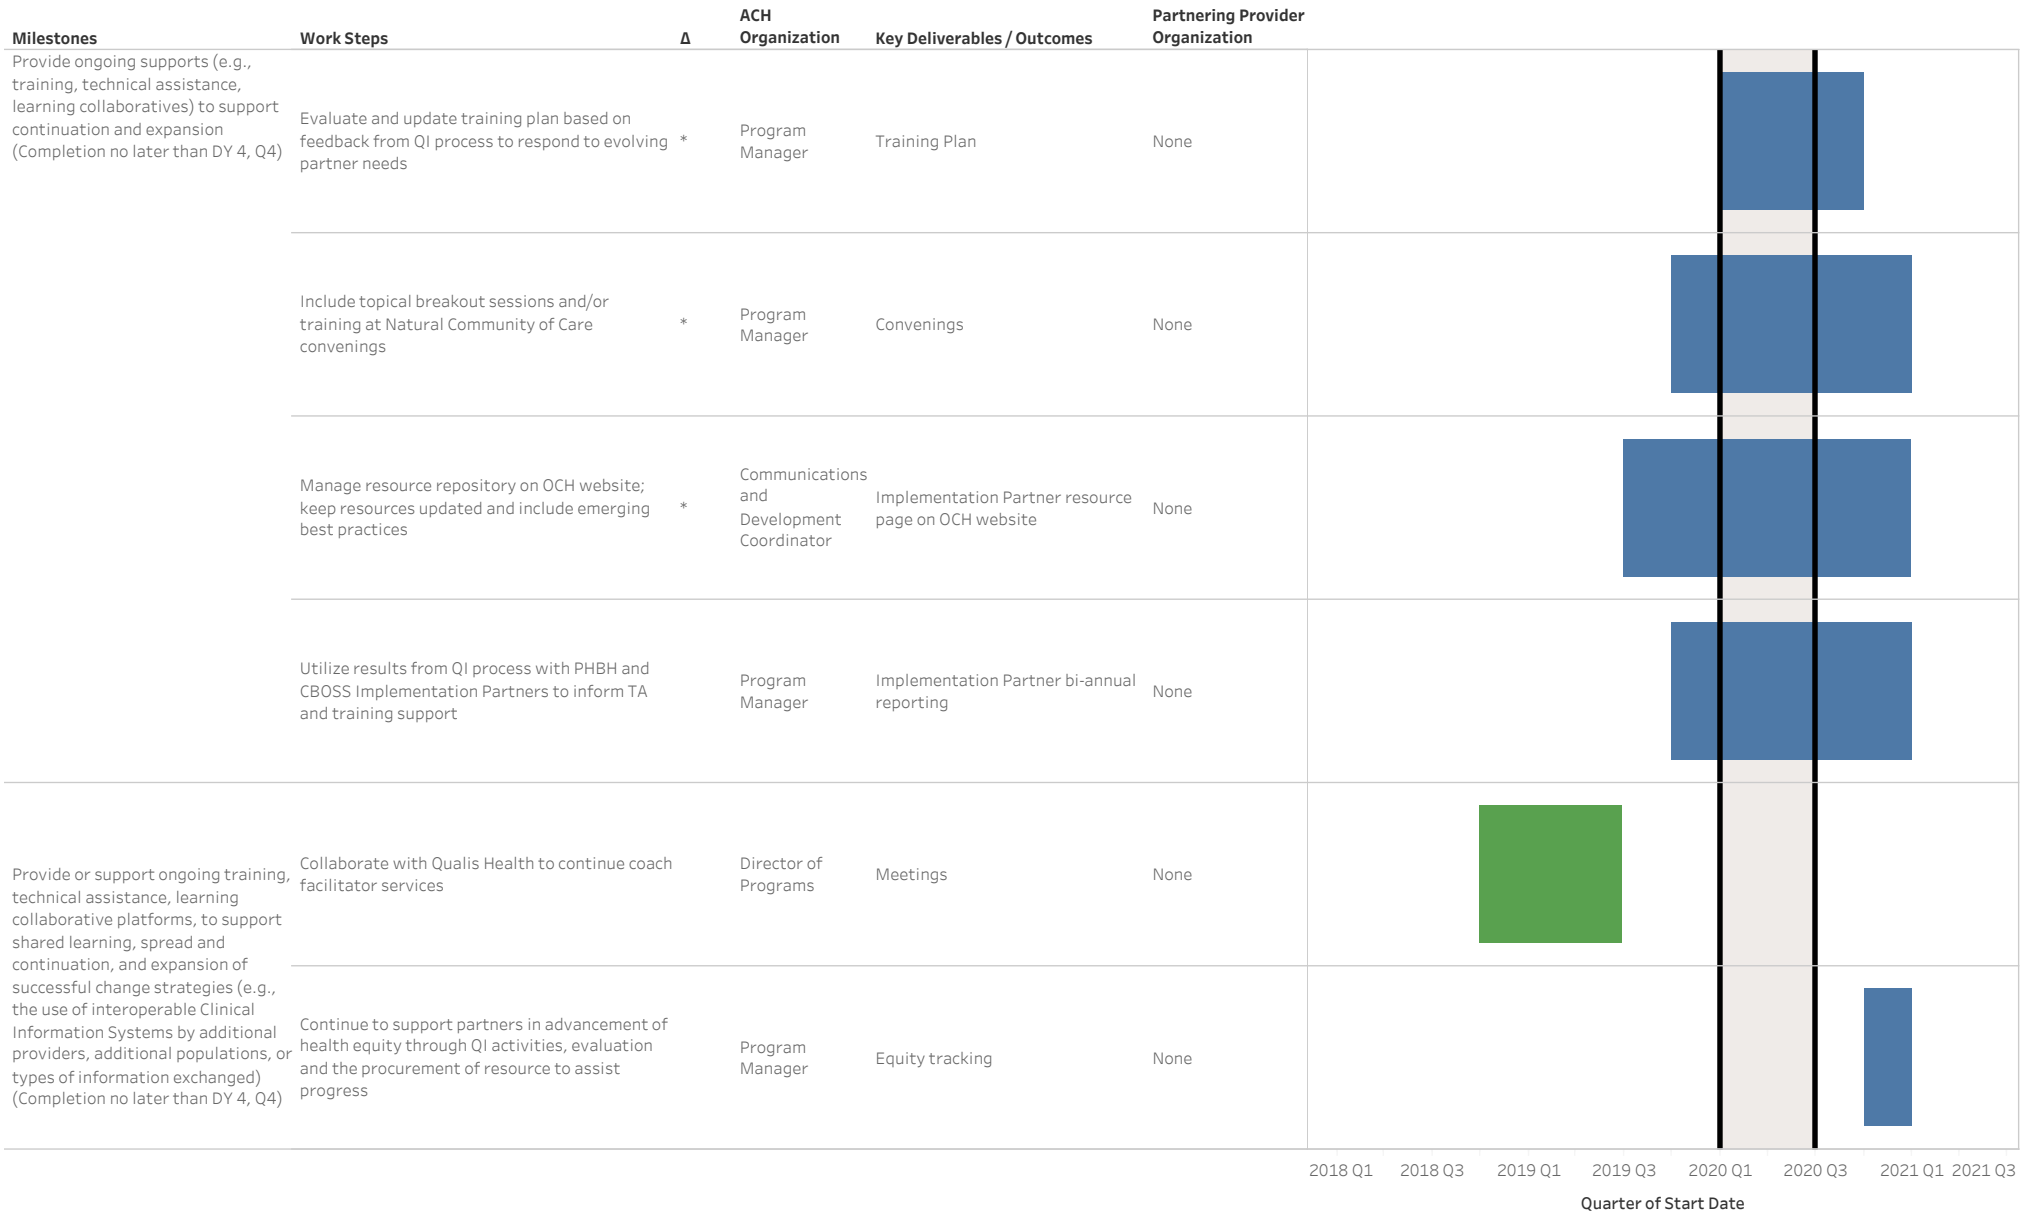 Milestones
Work Steps
Δ
ACH
Organization
Key Deliverables / Outcomes
Partnering Provider
Organization
Provide ongoing supports (e.g.,
training, technical assistance,
learning collaboratives) to support
continuation and expansion
(Completion no later than DY 4, Q4)
Evaluate and update training plan based on
feedback from QI process to respond to evolving
partner needs
*
Program
Manager
Training Plan
None
Include topical breakout sessions and/or
training at Natural Community of Care
convenings
*
Program
Manager
Convenings
None
Manage resource repository on OCH website;
keep resources updated and include emerging
best practices
*
Communications
and
Development
Coordinator
Implementation Partner resource
page on OCH website
None
Utilize results from QI process with PHBH and
CBOSS Implementation Partners to inform TA
and training support
Program
Manager
Implementation Partner bi-annual
reporting
None
Provide or support ongoing training,
technical assistance, learning
collaborative platforms, to support
shared learning, spread and
continuation, and expansion of
successful change strategies (e.g.,
the use of interoperable Clinical
Information Systems by additional
providers, additional populations, or
types of information exchanged)
(Completion no later than DY 4, Q4)
Collaborate with Qualis Health to continue coach
facilitator services
Director of
Programs
Meetings
None
Continue to support partners in advancement of
health equity through QI activities, evaluation
and the procurement of resource to assist
progress
Program
Manager
Equity tracking
None
2018 Q1 2018 Q3 2019 Q1 2019 Q3 2020 Q1 2020 Q3 2021 Q1 2021 Q3
Quarter of Start Date